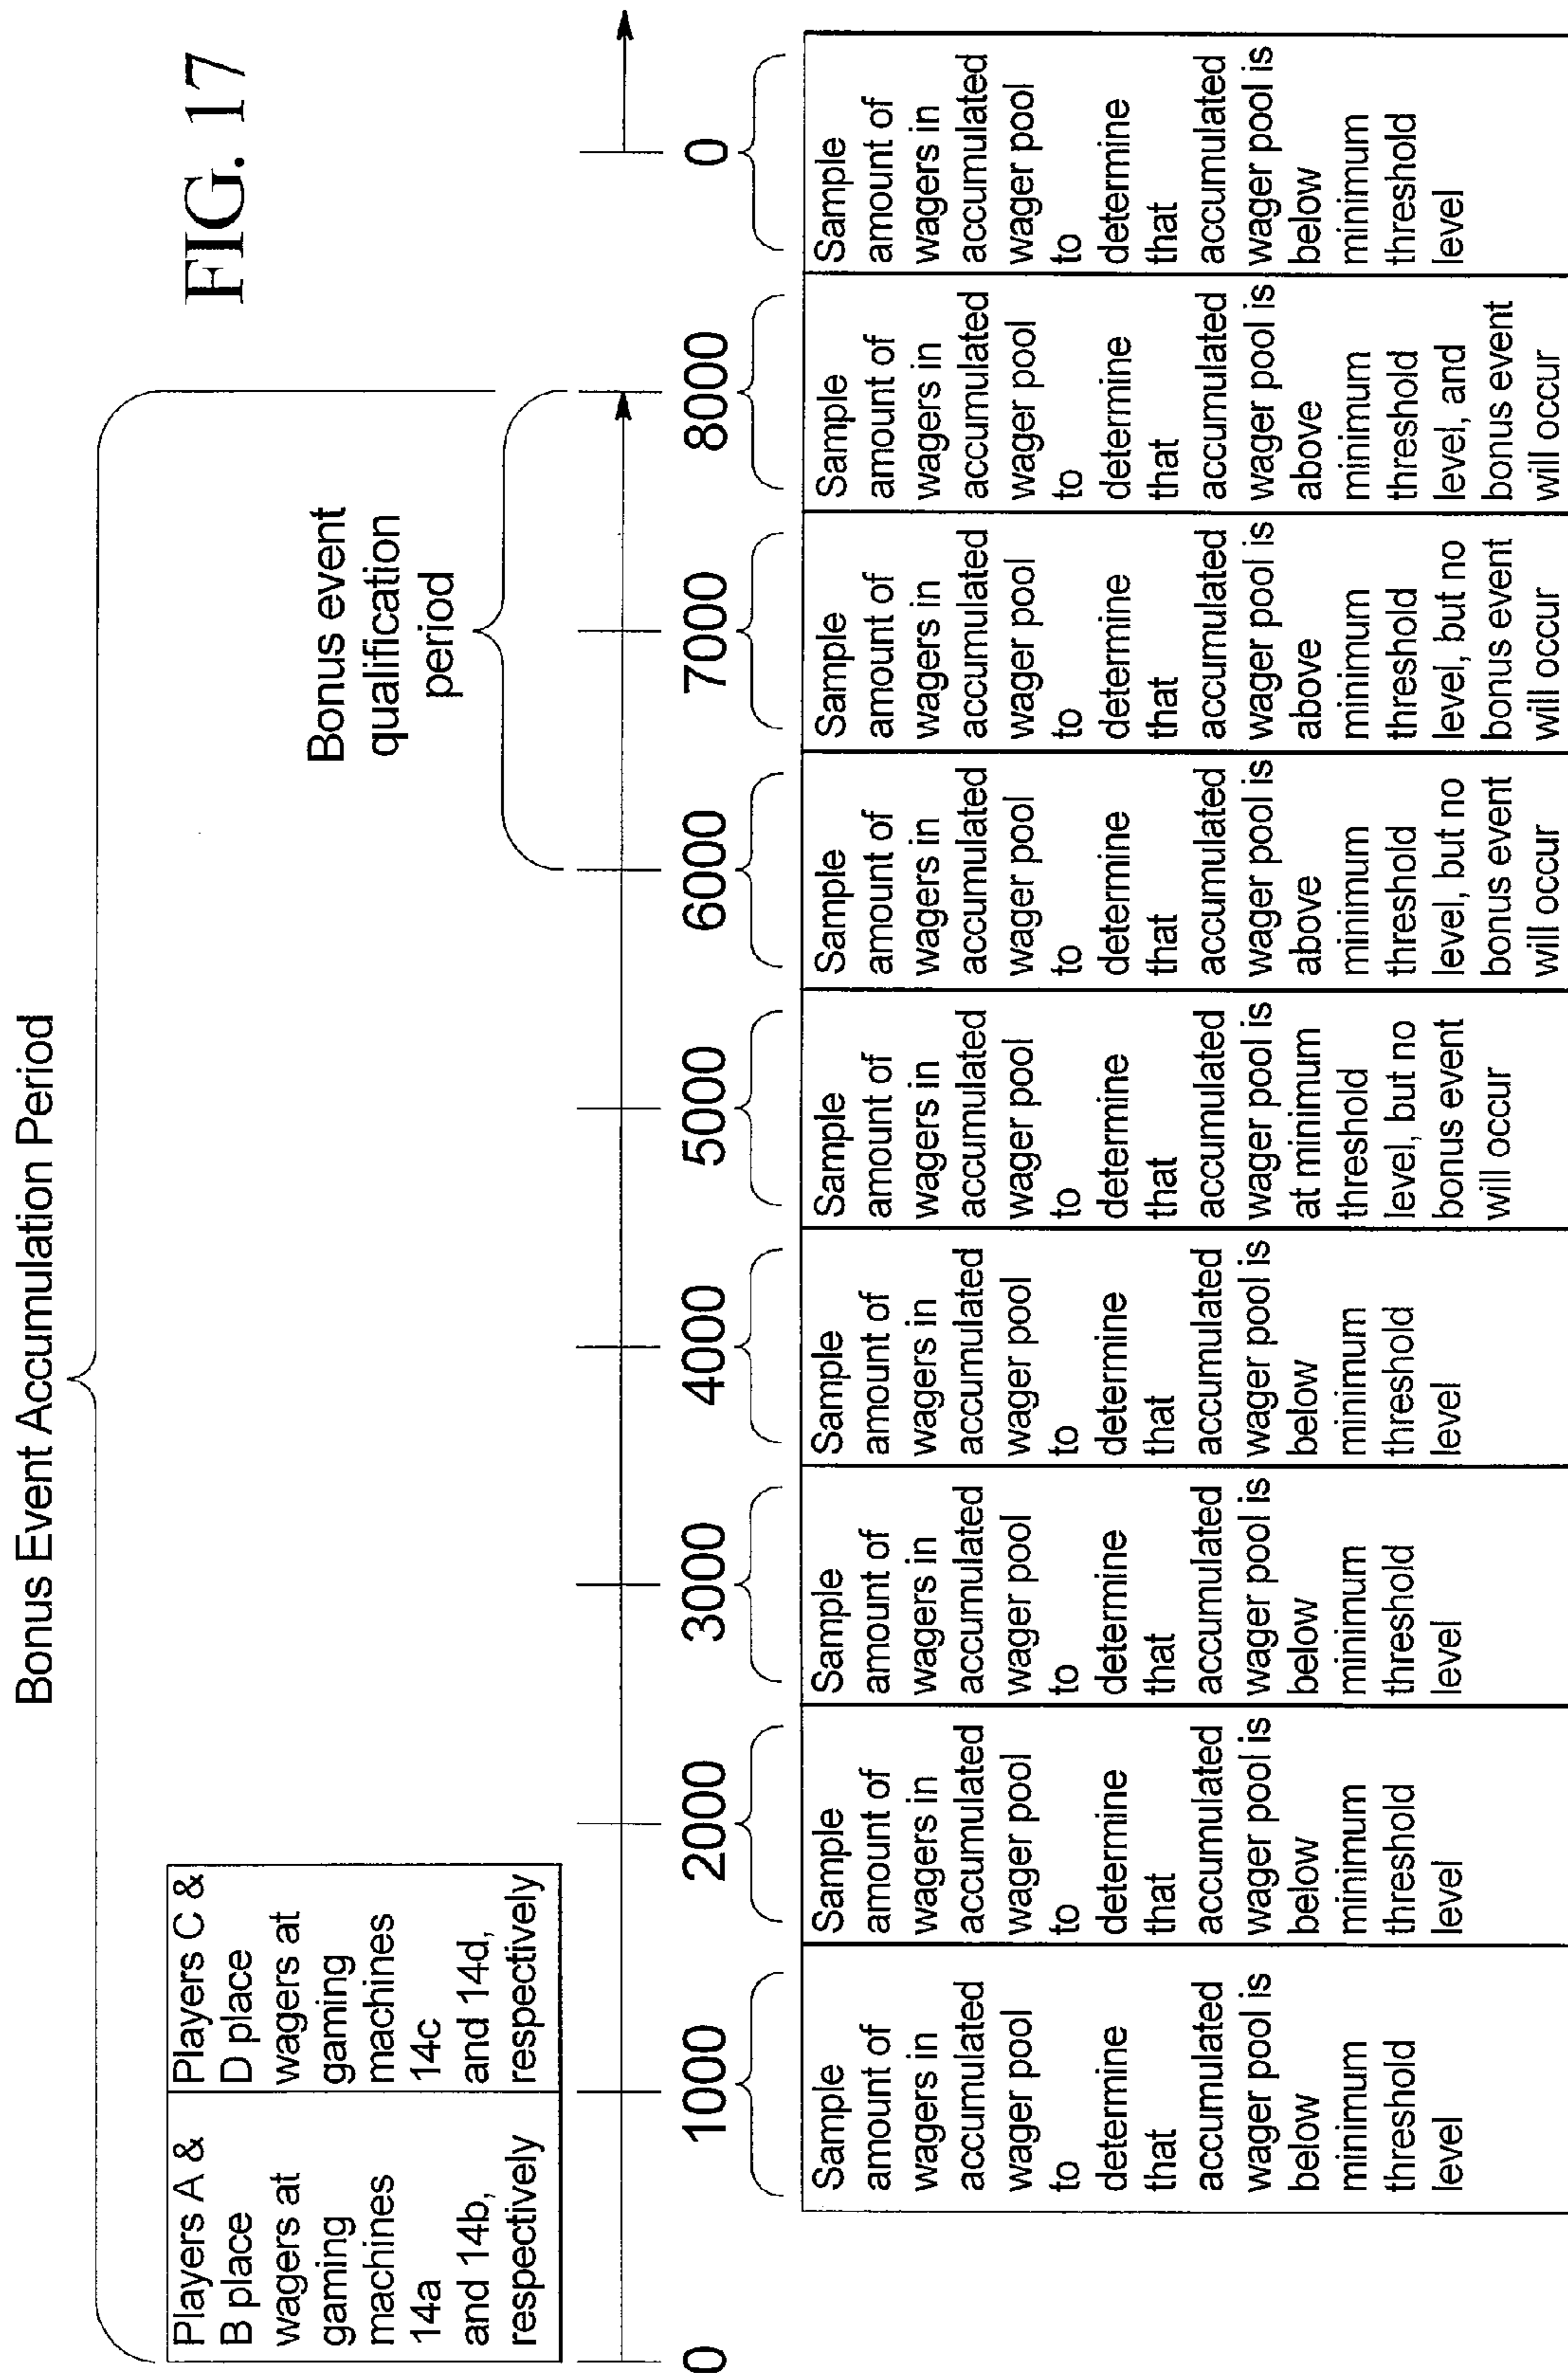 FIG. 17
Bonus Event Accumulation Period
Bonus event
qualification
period
Players A &
B place
wagers at
gaming
machines
14a
and 14b,
respectively
Players C &
D place
wagers at
gaming
machines
14c
and 14d,
respectively
0
1000
2000
3000
4000
5000
6000
7000
8000
0
Sample
amount of
wagers in
accumulated
wager pool
to
determine
that
accumulated
wager pool is
below
minimum
threshold
level
Sample
amount of
wagers in
accumulated
wager pool
to
determine
that
accumulated
wager pool is
below
minimum
threshold
level
Sample
amount of
wagers in
accumulated
wager pool
to
determine
that
accumulated
wager pool is
below
minimum
threshold
level
Sample
amount of
wagers in
accumulated
wager pool
to
determine
that
accumulated
wager pool is
below
minimum
threshold
level
Sample
amount of
wagers in
accumulated
wager pool
to
determine
that
accumulated
wager pool is
at minimum
threshold
level, but no
bonus event
will occur
Sample
amount of
wagers in
accumulated
wager pool
to
determine
that
accumulated
wager pool is
above
minimum
threshold
level, but no
bonus event
will occur
Sample
amount of
wagers in
accumulated
wager pool
to
determine
that
accumulated
wager pool is
above
minimum
threshold
level, but no
bonus event
will occur
Sample
amount of
wagers in
accumulated
wager pool
to
determine
that
accumulated
wager pool is
above
minimum
threshold
level, and
bonus event
will occur
Sample
amount of
wagers in
accumulated
wager pool
to
determine
that
accumulated
wager pool is
below
minimum
threshold
level